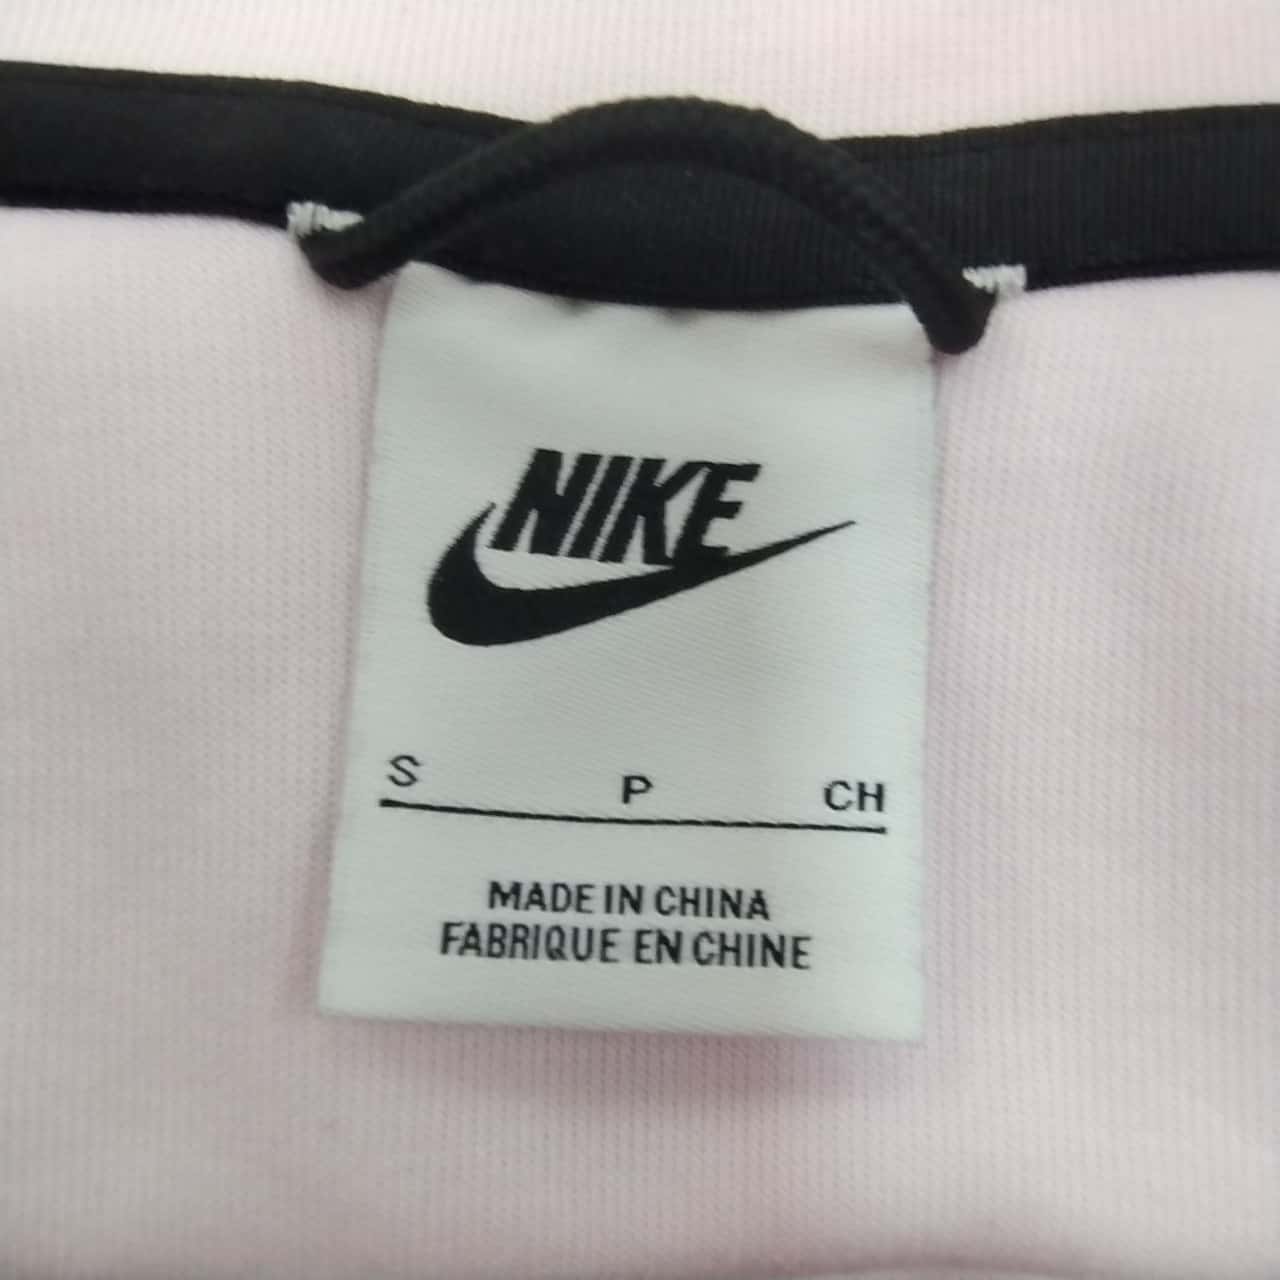 NIKE
S P CH
MADE IN CHINA
FABRIQUE EN CHINE